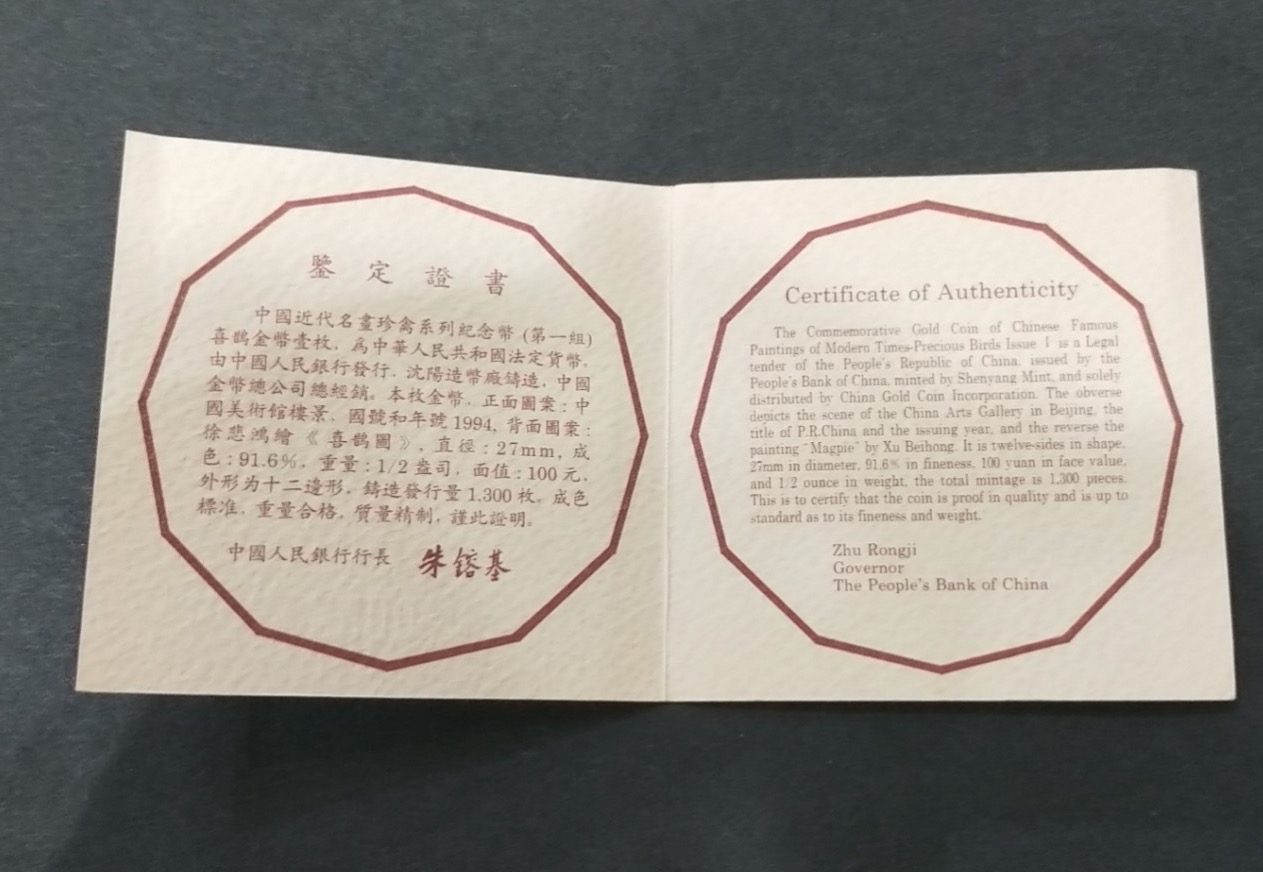 鑒定證書
中國近代名畫珍禽系列紀念幣(第一組)
喜鵲金幣壹枚，爲中華人民共和國法定貨幣。
由中國人民銀行發行，沈陽造幣廠鑄造，中國
金幣總公司總經銷。本枚金幣，正面圖案：中
國美術館樓景，國號和年號1994，背面圖案：
徐悲鴻繪《喜鵲圖》，直徑：27mm，成
色：91.6%，重量：1/2盎司，面值：100元，
外形为十二邊形，鑄造發行量1,300枚。成色
標准，重量合格，質量精制，謹此證明。
中國人民銀行行長 朱鎔基
Certificate of Authenticity
The Commemorative Gold Coin of Chinese Famous
Paintings of Modern Times-Precious Birds Issue I is a Legal
tender of the People's Republic of China, issued by the
People's Bank of China, minted by Shenyang Mint, and solely
distributed by China Gold Coin Incorporation. The obverse
depicts the scene of the China Arts Gallery in Beijing, the
title of P.R.China and the issuing year, and the reverse the
painting "Magpie" by Xu Beihong. It is twelve-sides in shape,
27mm in diameter, 91.6% in fineness, 100 yuan in face value,
and 1/2 ounce in weight, the total mintage is 1,300 pieces.
This is to certify that the coin is proof in quality and is up to
standard as to its fineness and weight.
Zhu Rongji
Governor
The People's Bank of China